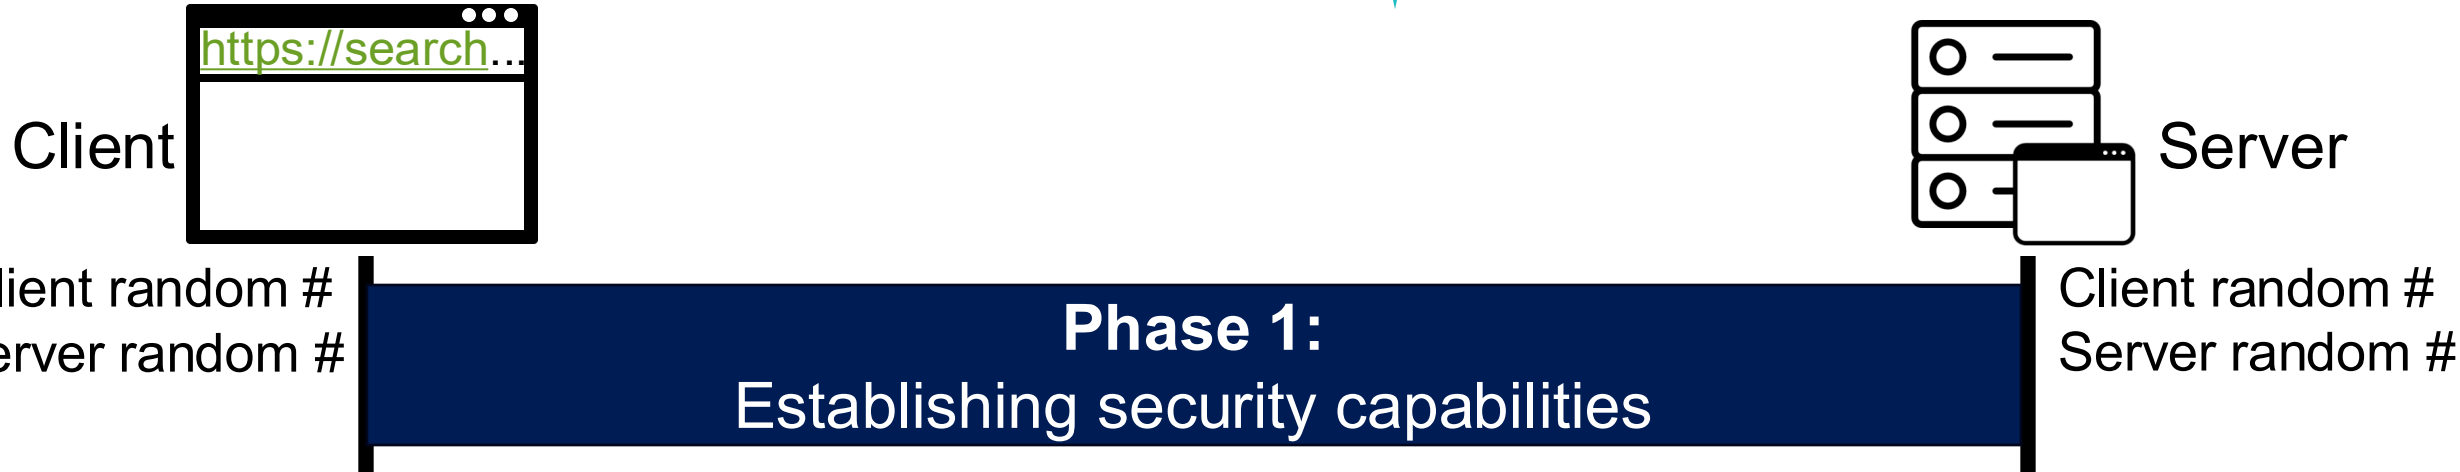 https://search...
Client
Server
lient random #
erver random #
Phase 1:
Establishing security capabilities
Client random #
Server random #